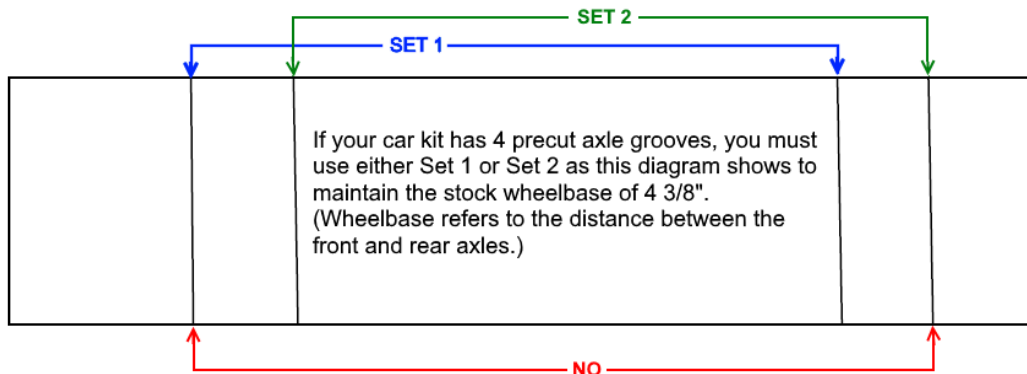 SET 2
SET 1
If your car kit has 4 precut axle grooves, you must
use either Set 1 or Set 2 as this diagram shows to
maintain the stock wheelbase of 4 3/8".
(Wheelbase refers to the distance between the
front and rear axles.)
NO